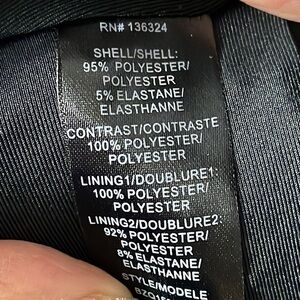 RN# 136324
SHELL/SHELL:
95% POLYESTER/
POLYESTER
5% ELASTANE/
ELASTHANNE
CONTRAST/CONTRASTE
100% POLYESTER/
POLYESTER
LINING1/DOUBLURE1
100% POLYESTER/
POLYESTER
LINING2/DOUBLURE2:
92% POLYESTER/
POLYESTER
8% ELASTANE/
ELASTHANNE
STYLE/MODELE